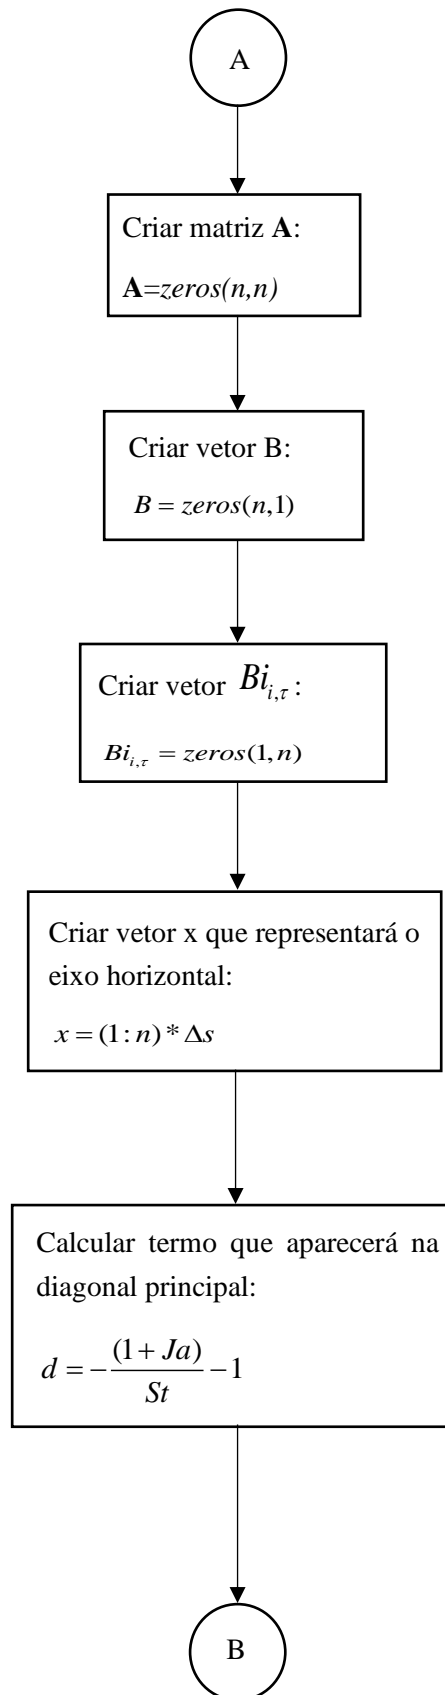 A
Criar matriz A:
A=zeros(n,n)
Criar vetor B:
B = zeros(n,1)
Criar vetor Bi_{i,τ}:
Bi_{i,τ} = zeros(1,n)
Criar vetor x que representará o
eixo horizontal:
x = (1:n)*Δs
Calcular termo que aparecerá na
diagonal principal:
d = -\frac{(1+Ja)}{St} - 1
B